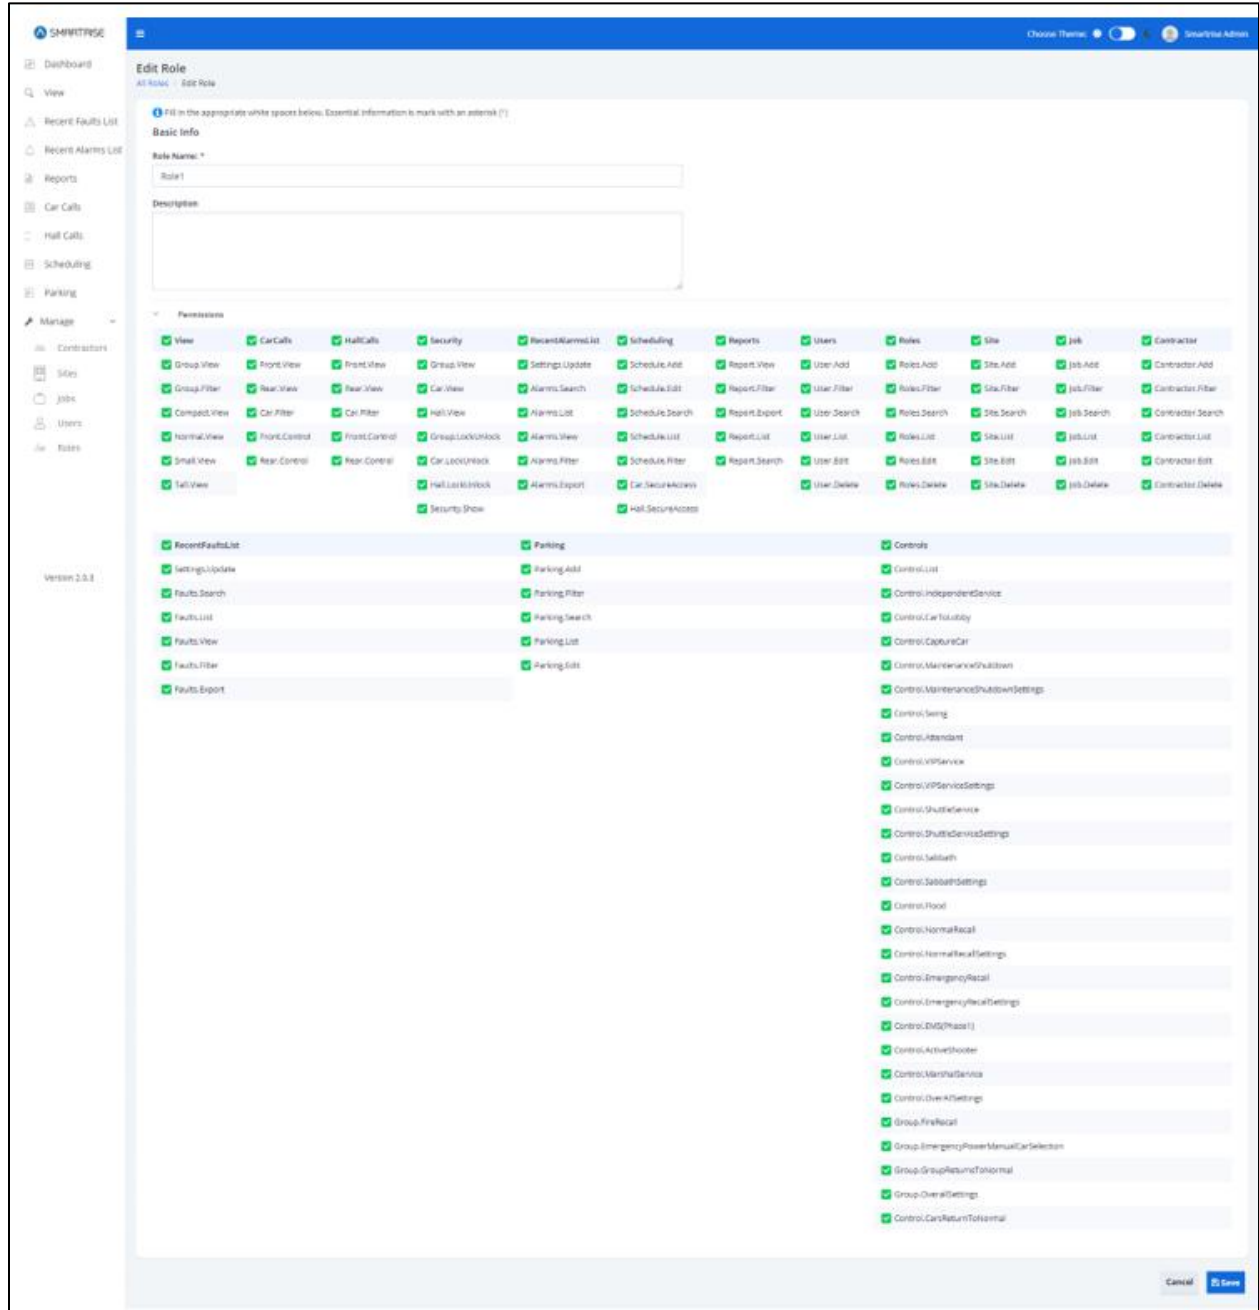 SMARTRISE
Choose Theme:
Smartrise Admin
Dashboard
View
Recent Faults List
Recent Alarms List
Reports
Car Calls
Hall Calls
Scheduling
Parking
Manage
Contractors
Sites
Jobs
Users
Roles
Version 2.0.3
Edit Role
All Roles / Edit Role
Fill in the appropriate white spaces below. Essential information is mark with an asterisk (*)
Basic Info
Role Name: *
Role1
Description
Permissions
View CarCalls HallCalls Security RecentAlarmsList Scheduling Reports Users Roles Site Job Contractor
Group.View Front.View Front.View Group.View Settings.Update Schedule.Add Report.View User.Add Roles.Add Site.Add Job.Add Contractor.Add
Group.Filter Rear.View Rear.View Car.View Alarms.Search Schedule.Edit Report.Filter User.Filter Roles.Filter Site.Filter Job.Filter Contractor.Filter
Compact.View Car.Filter Car.Filter Hall.View Alarms.List Schedule.Search Report.Export User.Search Roles.Search Site.Search Job.Search Contractor.Search
Normal.View Front.Control Front.Control Group.LockUnlock Alarms.View Schedule.List Report.List User.List Roles.List Site.List Job.List Contractor.List
Small.View Rear.Control Rear.Control Car.LockUnlock Alarms.Filter Schedule.Filter Report.Search User.Edit Roles.Edit Site.Edit Job.Edit Contractor.Edit
Tall.View Hall.LockUnlock Alarms.Export Car.SecureAccess User.Delete Roles.Delete Site.Delete Job.Delete Contractor.Delete
Security.Show Hall.SecureAccess
RecentFaultsList Parking Controls
Settings.Update Parking.Add Control.List
Faults.Search Parking.Filter Control.IndependentService
Faults.List Parking.Search Control.CarToLobby
Faults.View Parking.List Control.CaptureCar
Faults.Filter Parking.Edit Control.MaintenanceShutdown
Faults.Export Control.MaintenanceShutdownSettings
Control.Swing
Control.Attendant
Control.VIPService
Control.VIPServiceSettings
Control.ShuttleService
Control.ShuttleServiceSettings
Control.Sabbath
Control.SabbathSettings
Control.Flood
Control.NormalRecall
Control.NormalRecallSettings
Control.EmergencyRecall
Control.EmergencyRecallSettings
Control.EMS(Phase1)
Control.ActiveShooter
Control.MarshalService
Control.OverAllSettings
Group.FireRecall
Group.EmergencyPowerManualCarSelection
Group.GroupReturnsToNormal
Group.OverallSettings
Control.CarsReturnToNormal
Cancel Save